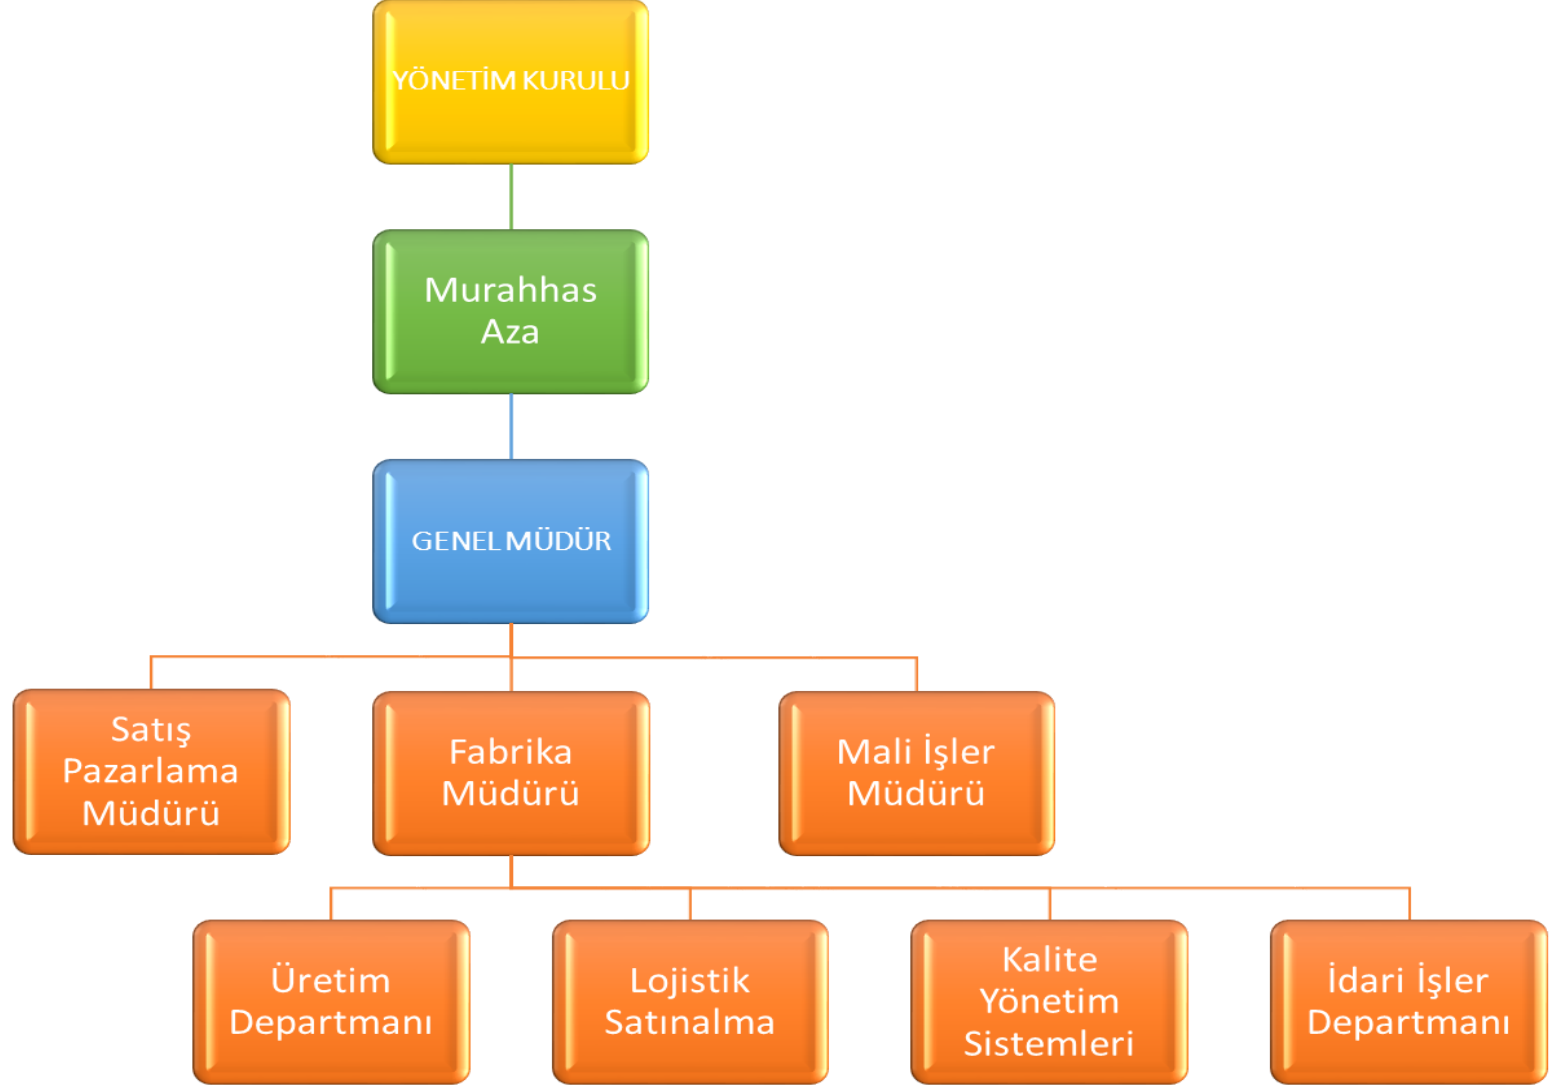 YÖNETİM KURULU
Murahhas
Aza
GENEL MÜDÜR
Satış
Pazarlama
Müdürü
Fabrika
Müdürü
Mali İşler
Müdürü
Üretim
Departmanı
Lojistik
Satınalma
Kalite
Yönetim
Sistemleri
İdari İşler
Departmanı